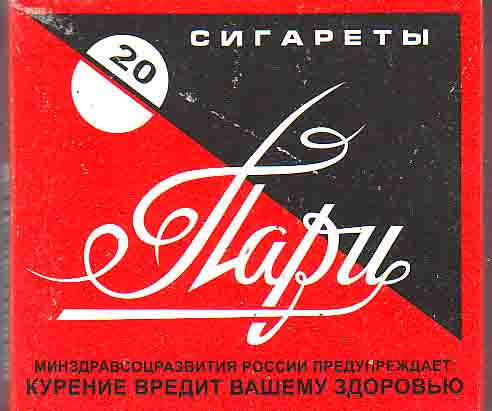 СИГАРЕТЫ
20
Пари
МИНЗДРАВСОЦРАЗВИТИЯ РОССИИ ПРЕДУПРЕЖДАЕТ:
КУРЕНИЕ ВРЕДИТ ВАШЕМУ ЗДОРОВЬЮ